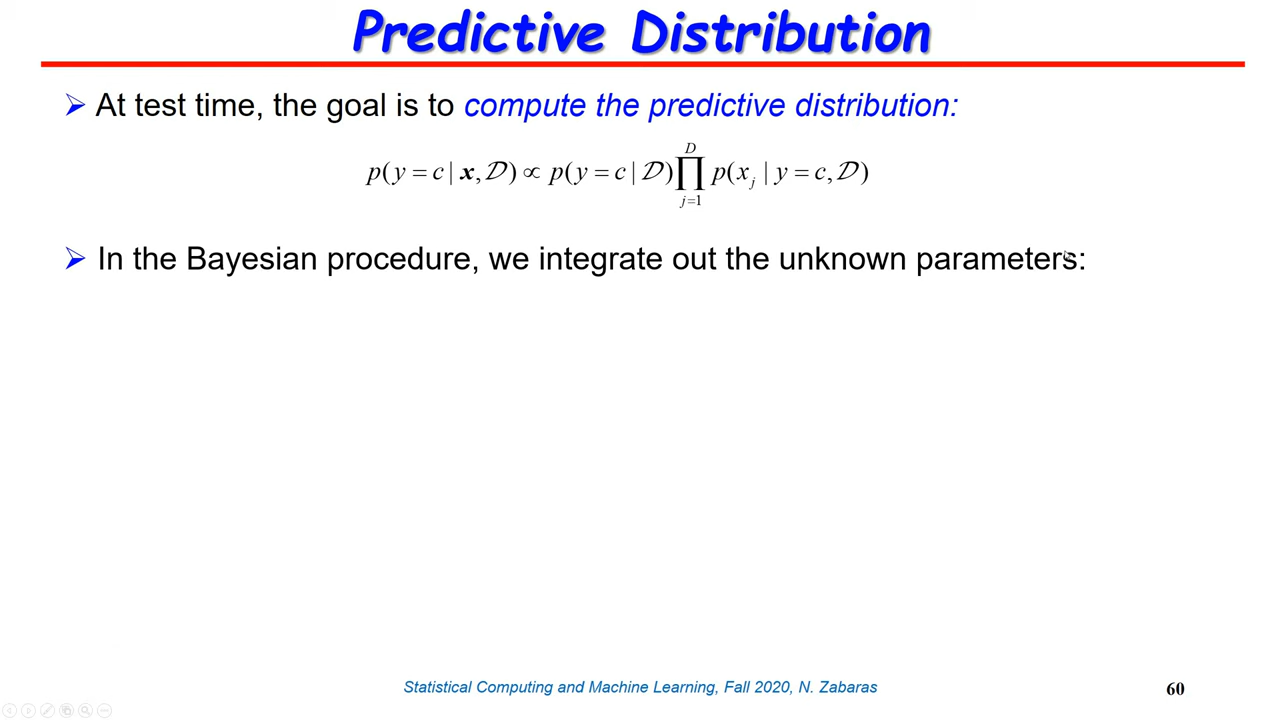 Predictive Distribution
➢ At test time, the goal is to compute the predictive distribution:
p(y = c | x, 𝒟) ∝ p(y = c | 𝒟) ∏_{j=1}^{D} p(x_j | y = c, 𝒟)
➢ In the Bayesian procedure, we integrate out the unknown parameters:
Statistical Computing and Machine Learning, Fall 2020, N. Zabaras
60